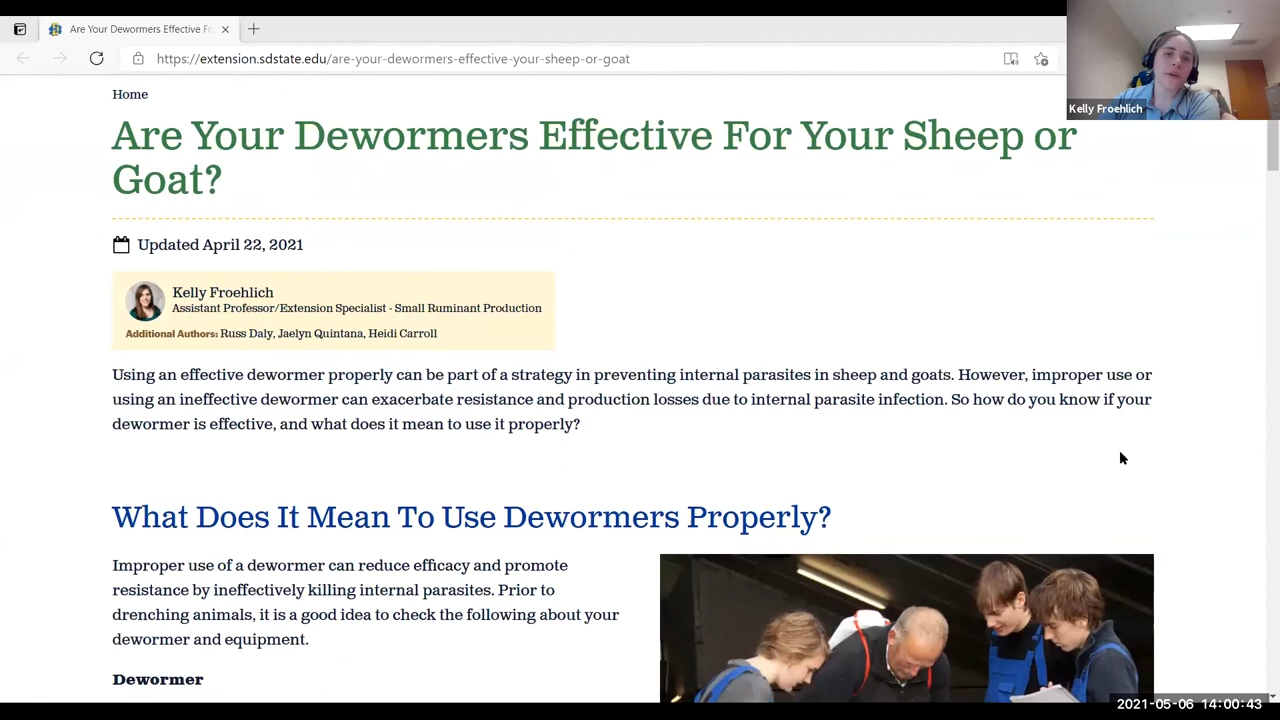 Are Your Dewormers Effective Fo
https://extension.sdstate.edu/are-your-dewormers-effective-your-sheep-or-goat
Kelly Froehlich
Home
Are Your Dewormers Effective For Your Sheep or
Goat?
Updated April 22, 2021
Kelly Froehlich
Assistant Professor/Extension Specialist - Small Ruminant Production
Additional Authors: Russ Daly, Jaelyn Quintana, Heidi Carroll
Using an effective dewormer properly can be part of a strategy in preventing internal parasites in sheep and goats. However, improper use or
using an ineffective dewormer can exacerbate resistance and production losses due to internal parasite infection. So how do you know if your
dewormer is effective, and what does it mean to use it properly?
What Does It Mean To Use Dewormers Properly?
Improper use of a dewormer can reduce efficacy and promote
resistance by ineffectively killing internal parasites. Prior to
drenching animals, it is a good idea to check the following about your
dewormer and equipment.
Dewormer
2021-05-06 14:00:43